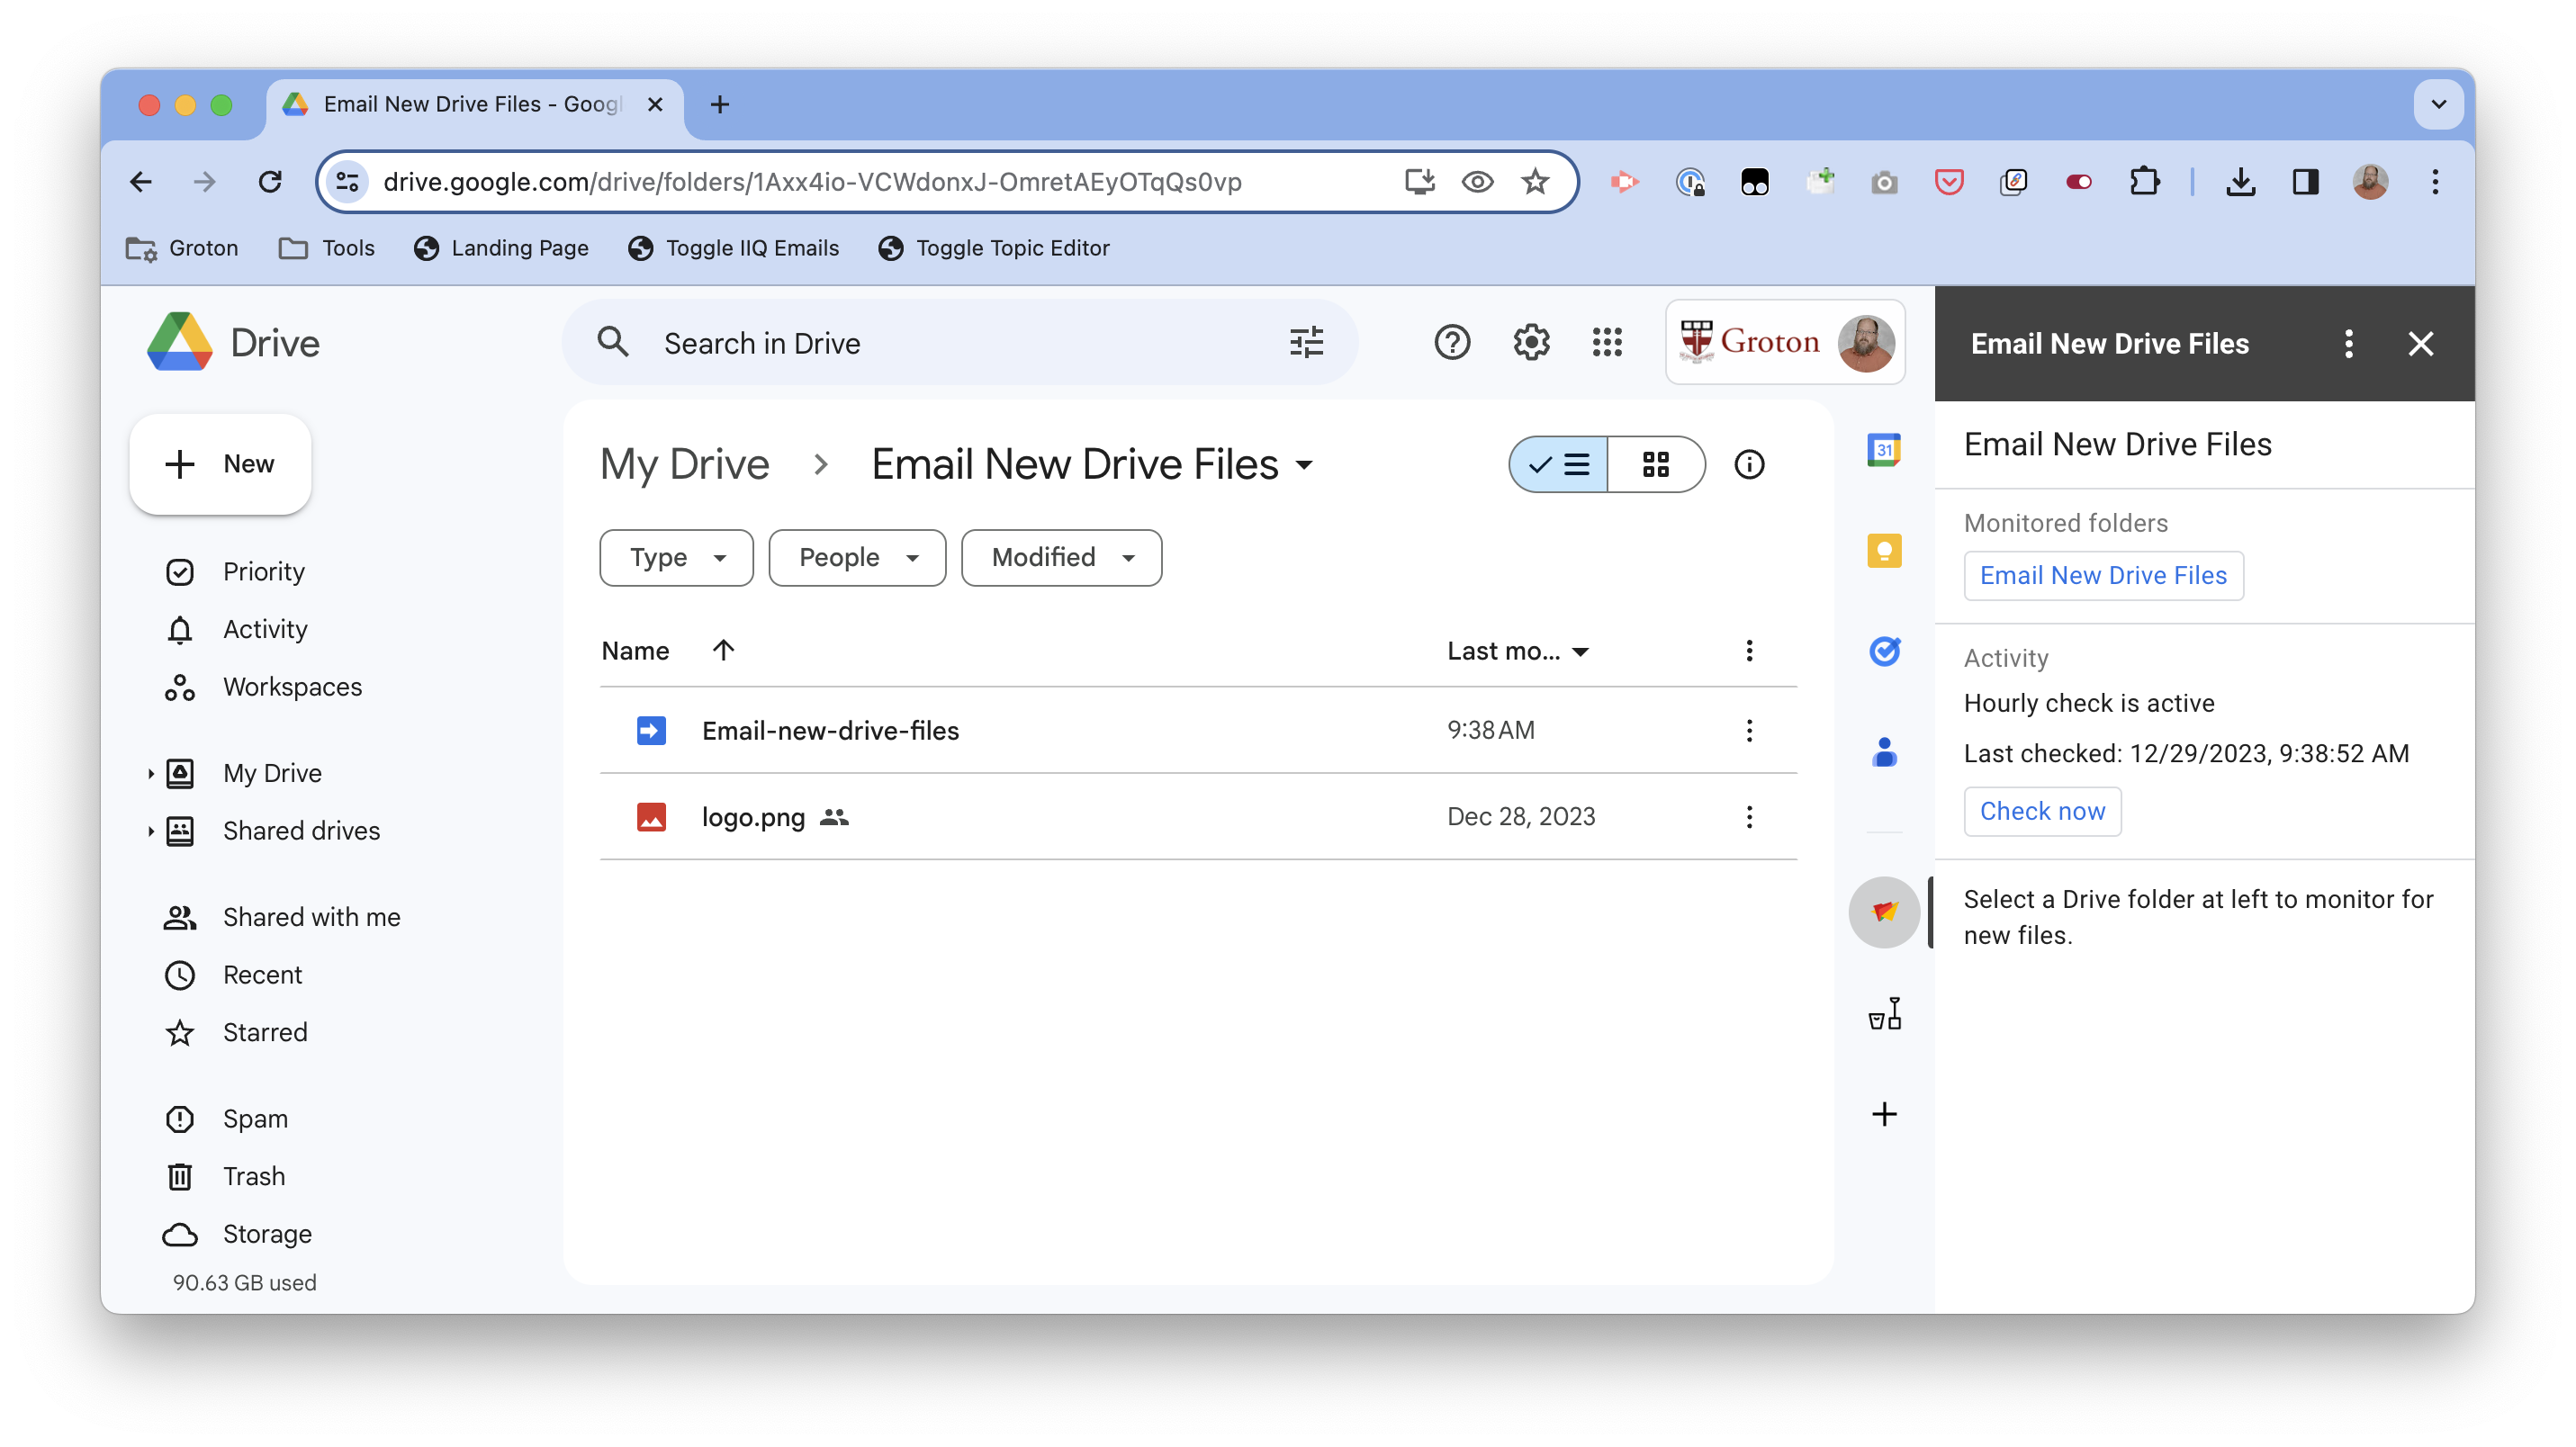 Email New Drive Files - Googl
drive.google.com/drive/folders/1Axx4io-VCWdonxJ-OmretAEyOTqQs0vp
Groton
Tools
Landing Page
Toggle IIQ Emails
Toggle Topic Editor
Drive
Search in Drive
Groton
Email New Drive Files
New
My Drive
Email New Drive Files
31
Email New Drive Files
Type
People
Modified
Monitored folders
Email New Drive Files
Priority
Activity
Workspaces
Name
Last mo...
Activity
Hourly check is active
Email-new-drive-files
9:38 AM
Last checked: 12/29/2023, 9:38:52 AM
My Drive
logo.png
Dec 28, 2023
Check now
Shared drives
Select a Drive folder at left to monitor for
new files.
Shared with me
Recent
Starred
Spam
Trash
Storage
90.63 GB used